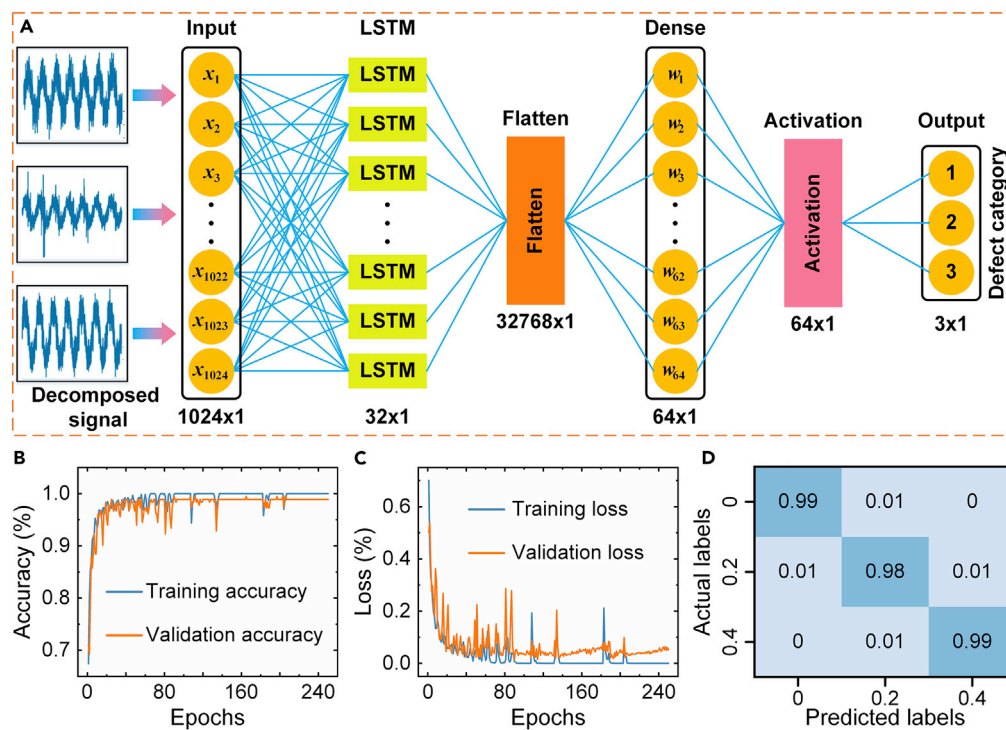 A
Input
LSTM
Dense
x1
LSTM
w1
x2
LSTM
w2
Flatten
Activation
Output
x3
LSTM
w3
1
Flatten
Activation
2
Defect category
x1022
LSTM
w62
3
x1023
LSTM
w63
32768x1
64x1
3x1
x1024
LSTM
w64
Decomposed
signal
1024x1
32x1
64x1
B
Accuracy (%)
1.0
0.9
0.8
0.7
Training accuracy
Validation accuracy
0
80
160
240
Epochs
C
Loss (%)
0.6
0.4
0.2
0.0
Training loss
Validation loss
0
80
160
240
Epochs
D
Actual labels
0
0.2
0.4
0.99 0.01 0
0.01 0.98 0.01
0 0.01 0.99
0 0.2 0.4
Predicted labels